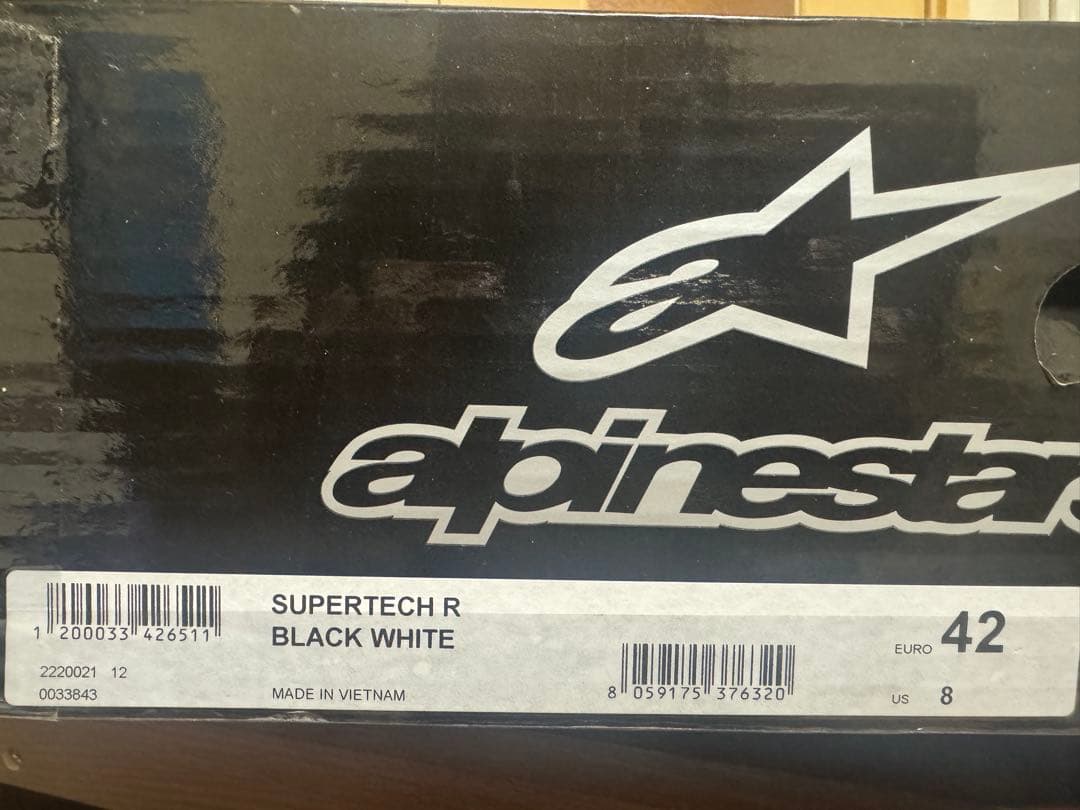 alpinestars
SUPERTECH R
BLACK WHITE
1 200033 426511
2220021 12
0033843
MADE IN VIETNAM
8 059175 376320
EURO 42
US 8